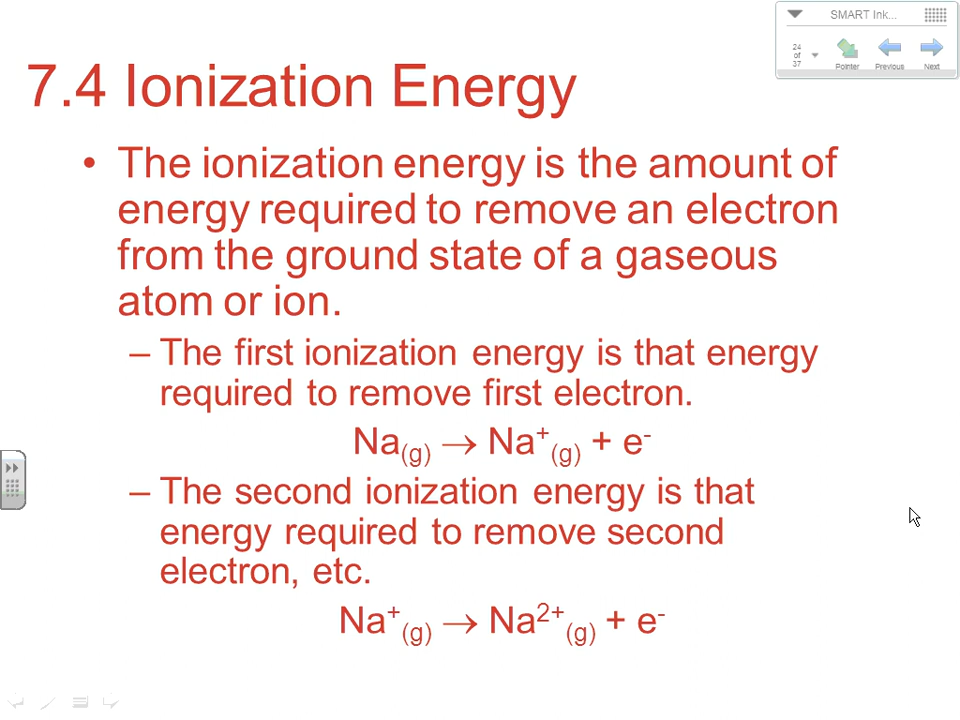 SMART Ink...
24
of
37
Pointer Previous Next
7.4 Ionization Energy
• The ionization energy is the amount of
energy required to remove an electron
from the ground state of a gaseous
atom or ion.
– The first ionization energy is that energy
required to remove first electron.
Na(g) → Na⁺(g) + e⁻
– The second ionization energy is that
energy required to remove second
electron, etc.
Na⁺(g) → Na²⁺(g) + e⁻